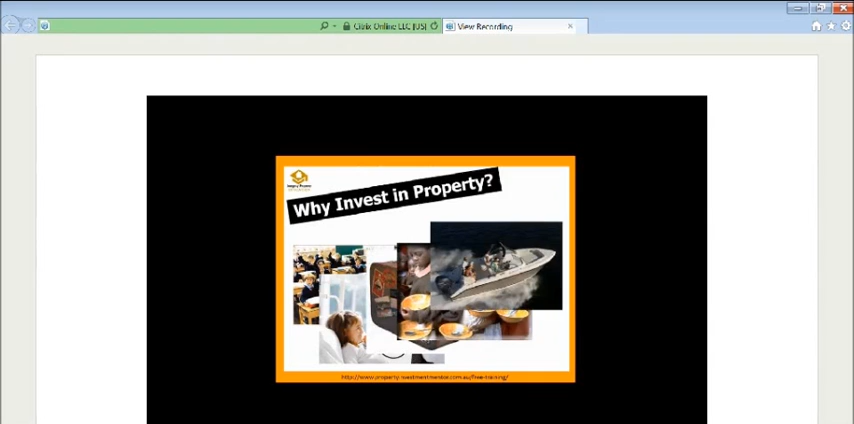 Citrix Online LLC [US]
View Recording
Why Invest in Property?